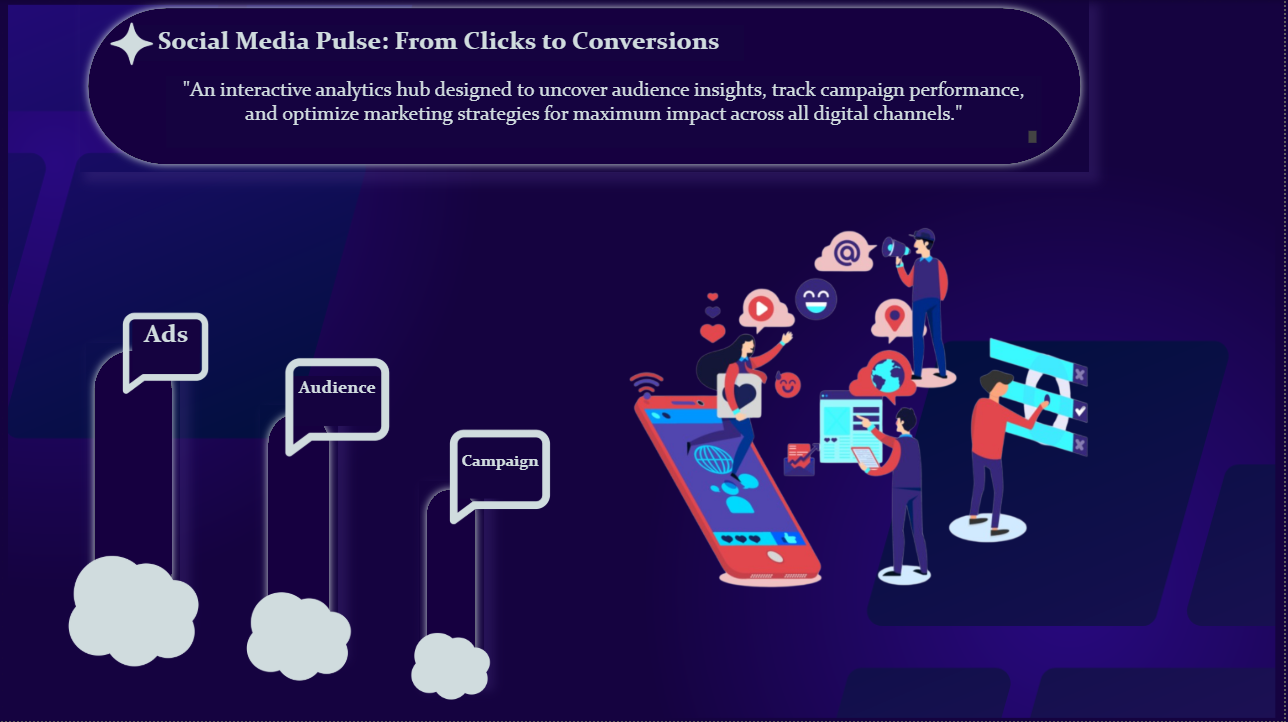 Social Media Pulse: From Clicks to Conversions
"An interactive analytics hub designed to uncover audience insights, track campaign performance,
and optimize marketing strategies for maximum impact across all digital channels."
Ads
Audience
Campaign
@